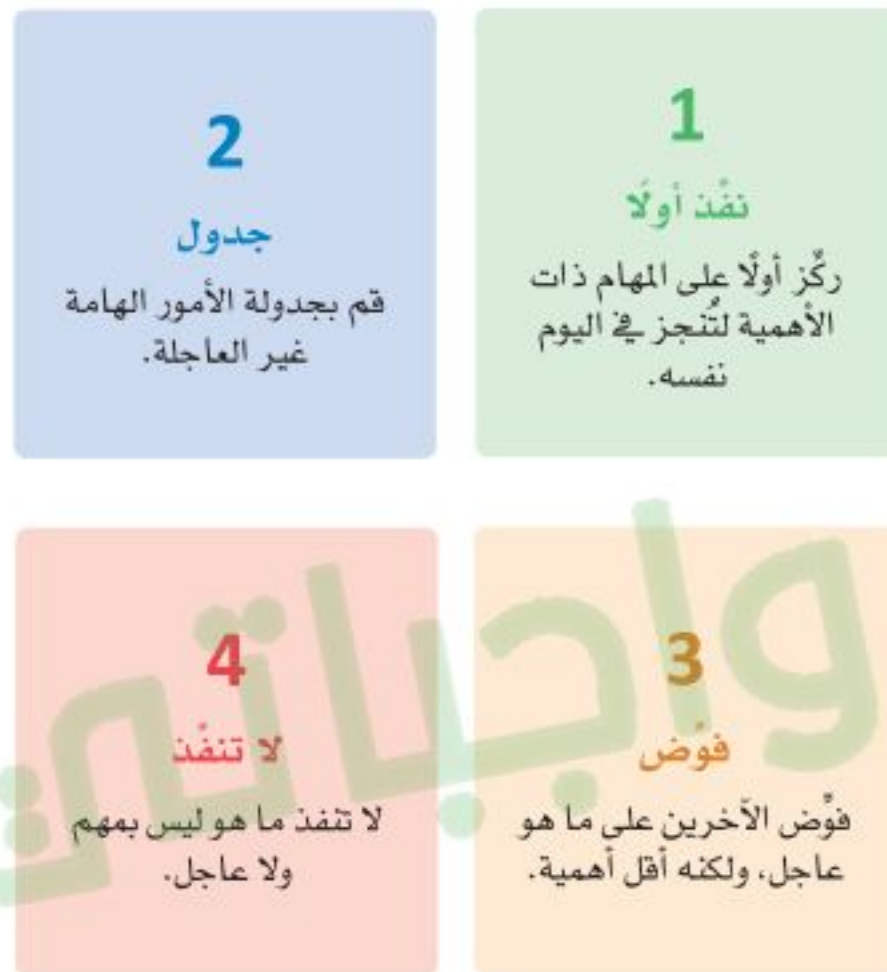 1
نفِّذ أولًا
ركِّز أولًا على المهام ذات
الأهمية لتُنجز في اليوم
نفسه.
2
جدول
قم بجدولة الأمور الهامة
غير العاجلة.
3
فوِّض
فوِّض الآخرين على ما هو
عاجل، ولكنه أقل أهمية.
4
لا تنفِّذ
لا تنفذ ما هو ليس بمهم
ولا عاجل.
واجباتي